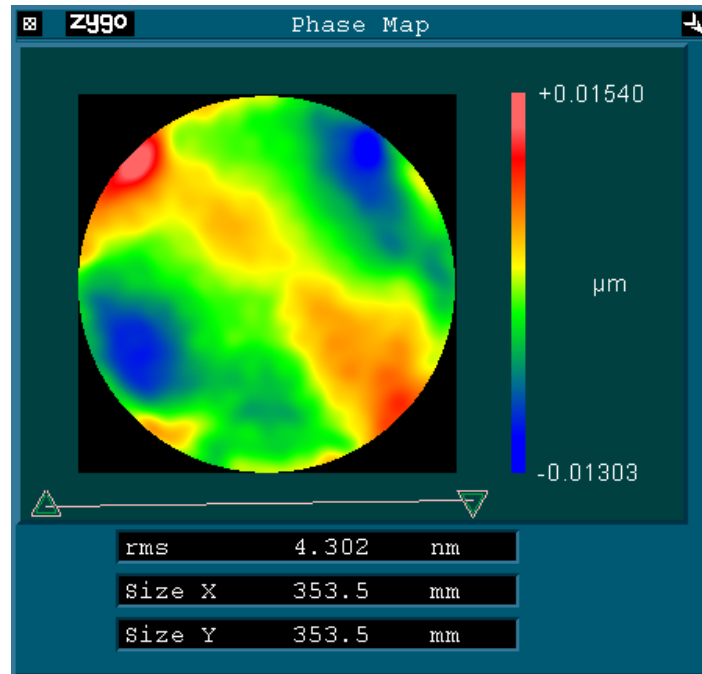 zygo Phase Map
+0.01540
µm
-0.01303
rms 4.302 nm
Size X 353.5 mm
Size Y 353.5 mm